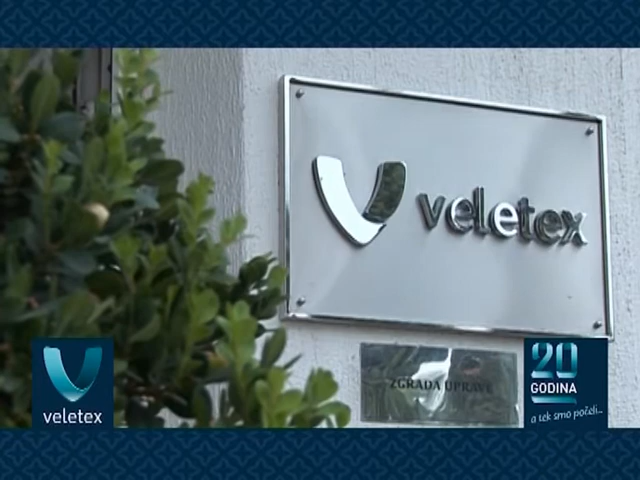 veletex
ZGRADA UPRAVE
veletex
20
GODINA
a tek smo počeli...